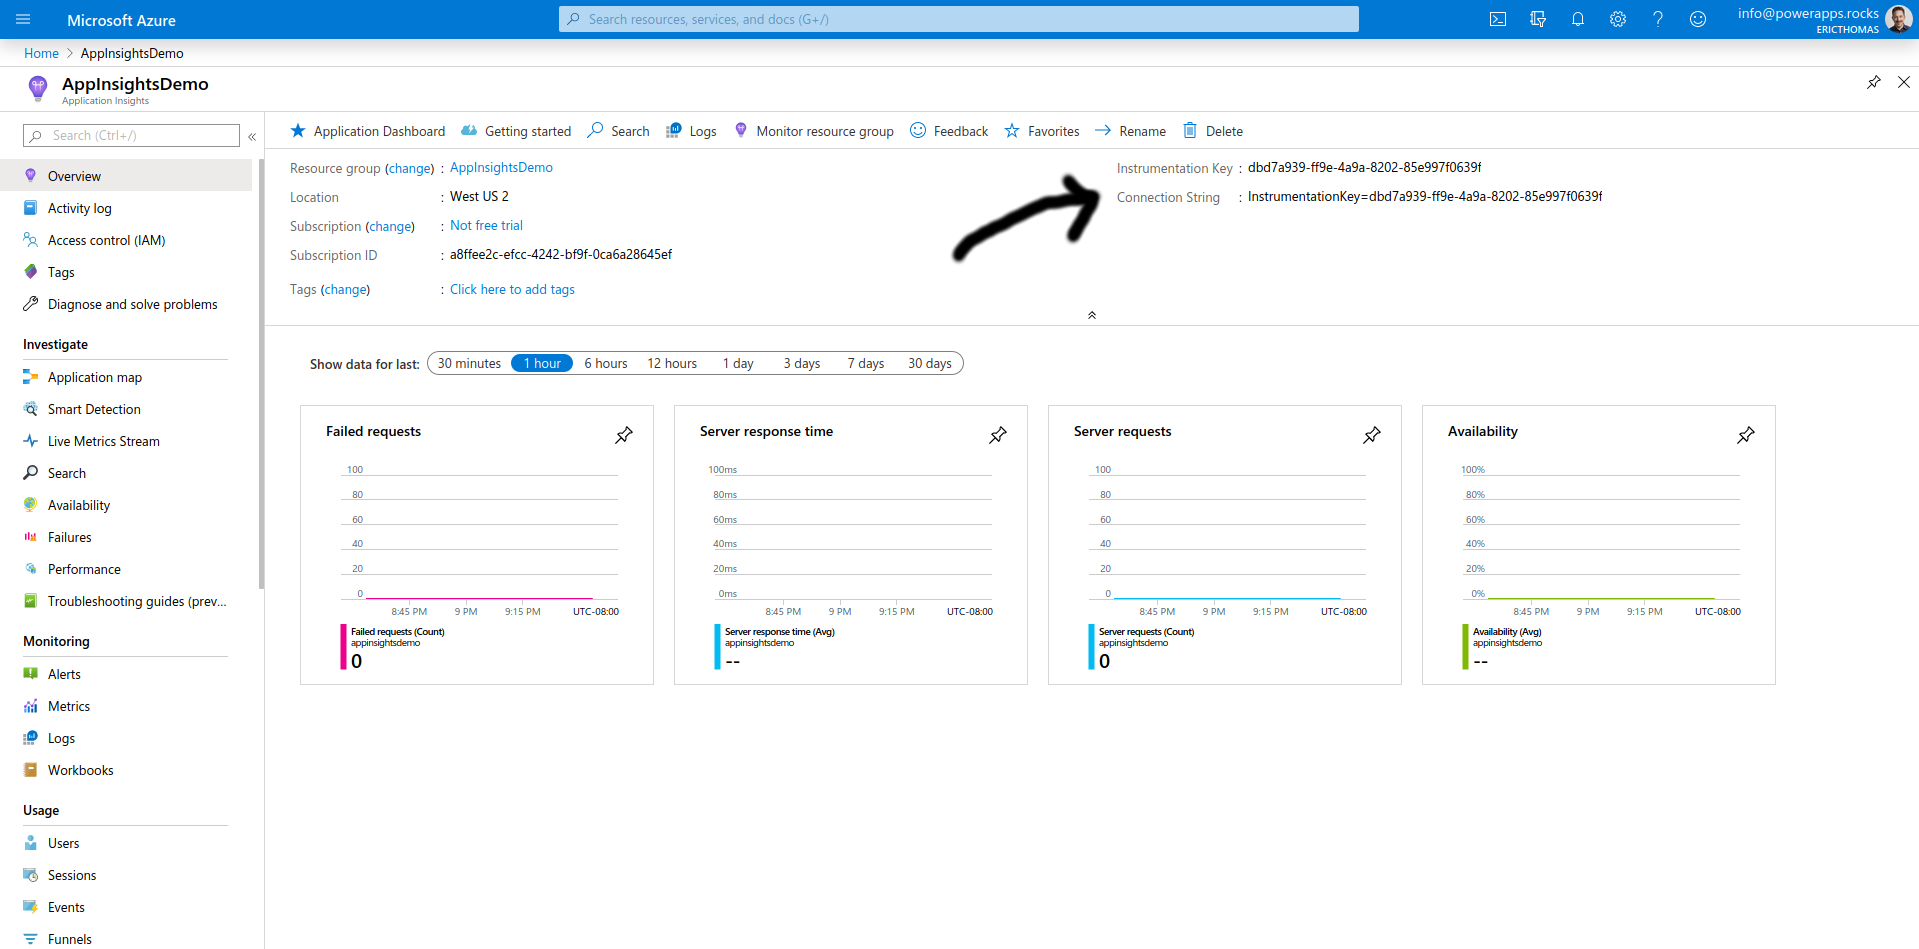 Microsoft Azure
Search resources, services, and docs (G+/)
info@powerapps.rocks
ERICTHOMAS
Home > AppInsightsDemo
AppInsightsDemo
Application Insights
Search (Ctrl+/)
Overview
Activity log
Access control (IAM)
Tags
Diagnose and solve problems
Investigate
Application map
Smart Detection
Live Metrics Stream
Search
Availability
Failures
Performance
Troubleshooting guides (prev...
Monitoring
Alerts
Metrics
Logs
Workbooks
Usage
Users
Sessions
Events
Funnels
Application Dashboard Getting started Search Logs Monitor resource group Feedback Favorites Rename Delete
Resource group (change) : AppInsightsDemo
Location : West US 2
Subscription (change) : Not free trial
Subscription ID : a8ffee2c-efcc-4242-bf9f-0ca6a28645ef
Tags (change) : Click here to add tags
Instrumentation Key : dbd7a939-ff9e-4a9a-8202-85e997f0639f
Connection String : InstrumentationKey=dbd7a939-ff9e-4a9a-8202-85e997f0639f
Show data for last: 30 minutes 1 hour 6 hours 12 hours 1 day 3 days 7 days 30 days
Failed requests
100
80
60
40
20
0
8:45 PM 9 PM 9:15 PM UTC-08:00
Failed requests (Count)
appinsightsdemo
0
Server response time
100ms
80ms
60ms
40ms
20ms
0ms
8:45 PM 9 PM 9:15 PM UTC-08:00
Server response time (Avg)
appinsightsdemo
--
Server requests
100
80
60
40
20
0
8:45 PM 9 PM 9:15 PM UTC-08:00
Server requests (Count)
appinsightsdemo
0
Availability
100%
80%
60%
40%
20%
0%
8:45 PM 9 PM 9:15 PM UTC-08:00
Availability (Avg)
appinsightsdemo
--